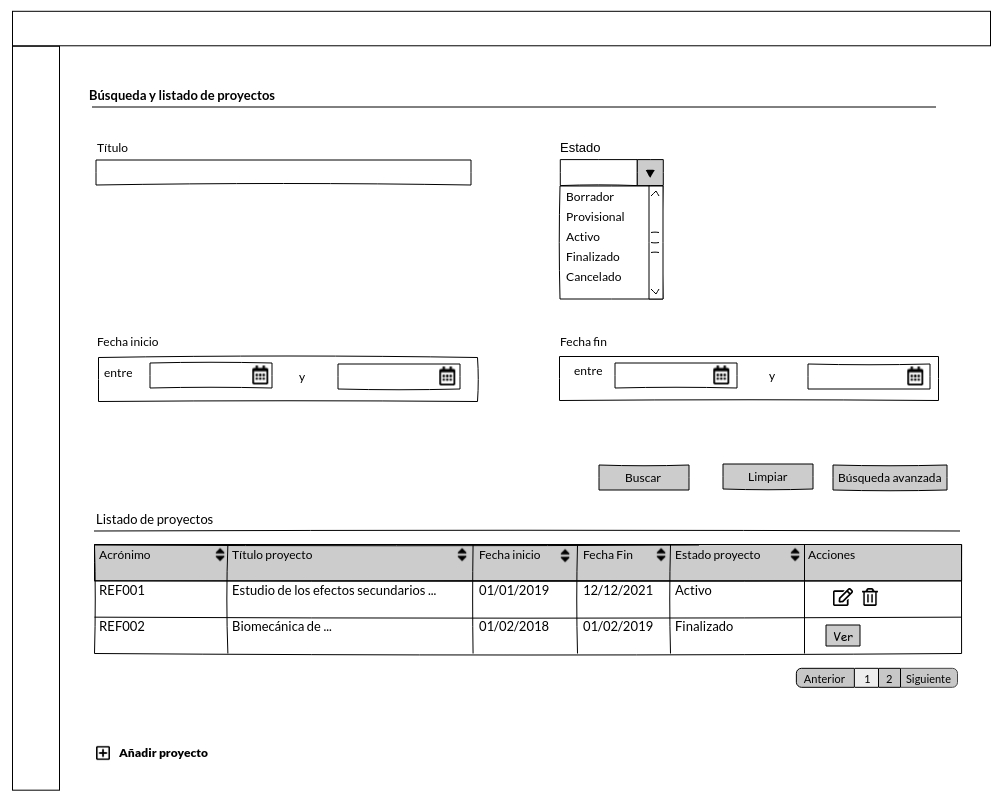 Búsqueda y listado de proyectos
Título
Estado
Borrador
Provisional
Activo
Finalizado
Cancelado
Fecha inicio
Fecha fin
entre y
entre y
Buscar Limpiar Búsqueda avanzada
Listado de proyectos
Acrónimo Título proyecto Fecha inicio Fecha Fin Estado proyecto Acciones
REF001 Estudio de los efectos secundarios ... 01/01/2019 12/12/2021 Activo
REF002 Biomecánica de ... 01/02/2018 01/02/2019 Finalizado Ver
Anterior 1 2 Siguiente
Añadir proyecto